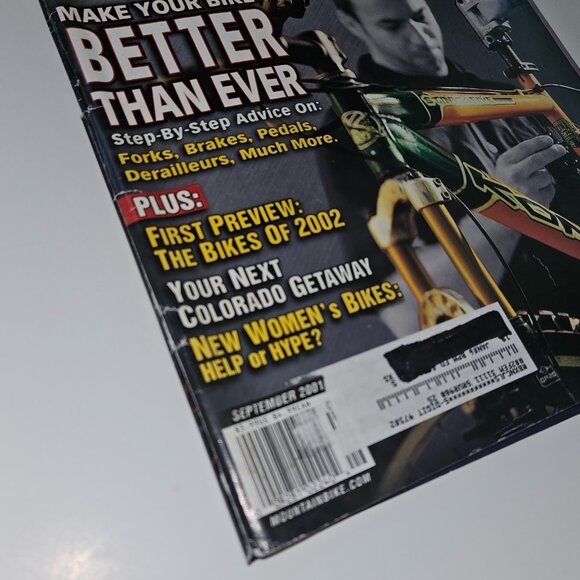 MAKE YOUR BIKE
BETTER
THAN EVER
Step-By-Step Advice On:
Forks, Brakes, Pedals,
Derailleurs, Much More.
PLUS:
FIRST PREVIEW:
THE BIKES OF 2002
YOUR NEXT
COLORADO GETAWAY
NEW WOMEN'S BIKES:
HELP or HYPE?
SEPTEMBER 2001
MOUNTAINBIKE.COM